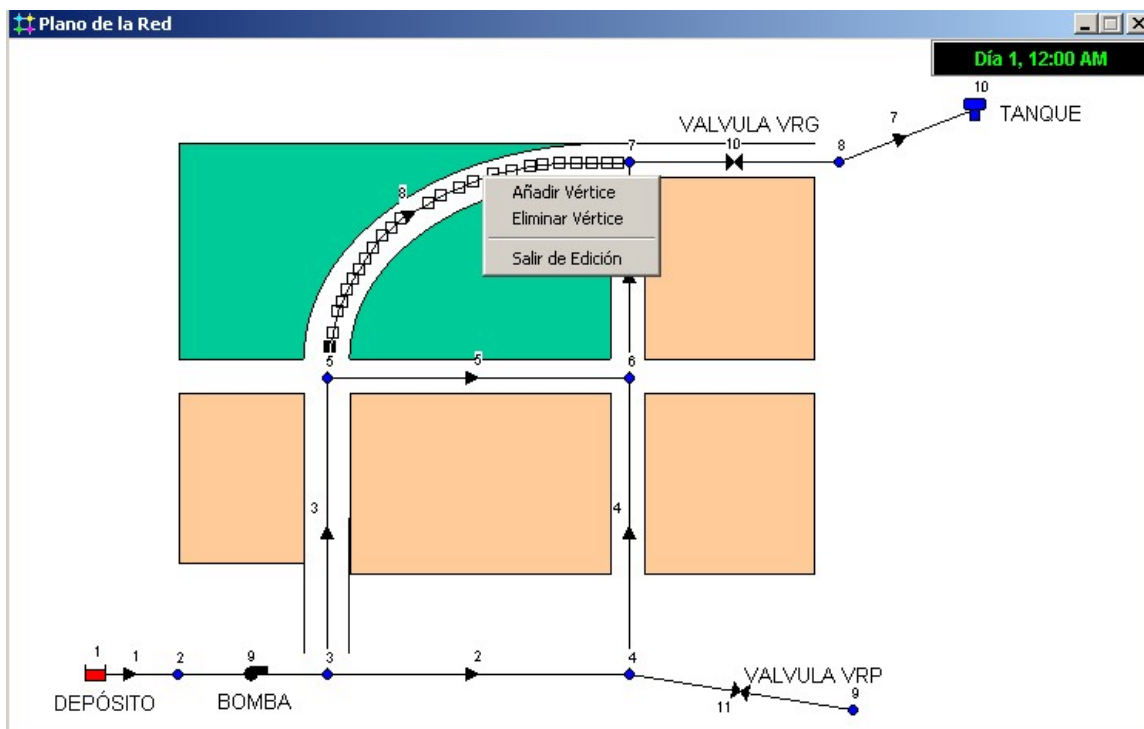 Plano de la Red
Día 1, 12:00 AM
10
TANQUE
7
VALVULA VRG
7
10
8
8
Añadir Vértice
Eliminar Vértice
Salir de Edición
5
5
6
3
4
1
1
2
9
3
2
4
VALVULA VRP
9
11
DEPÓSITO
BOMBA